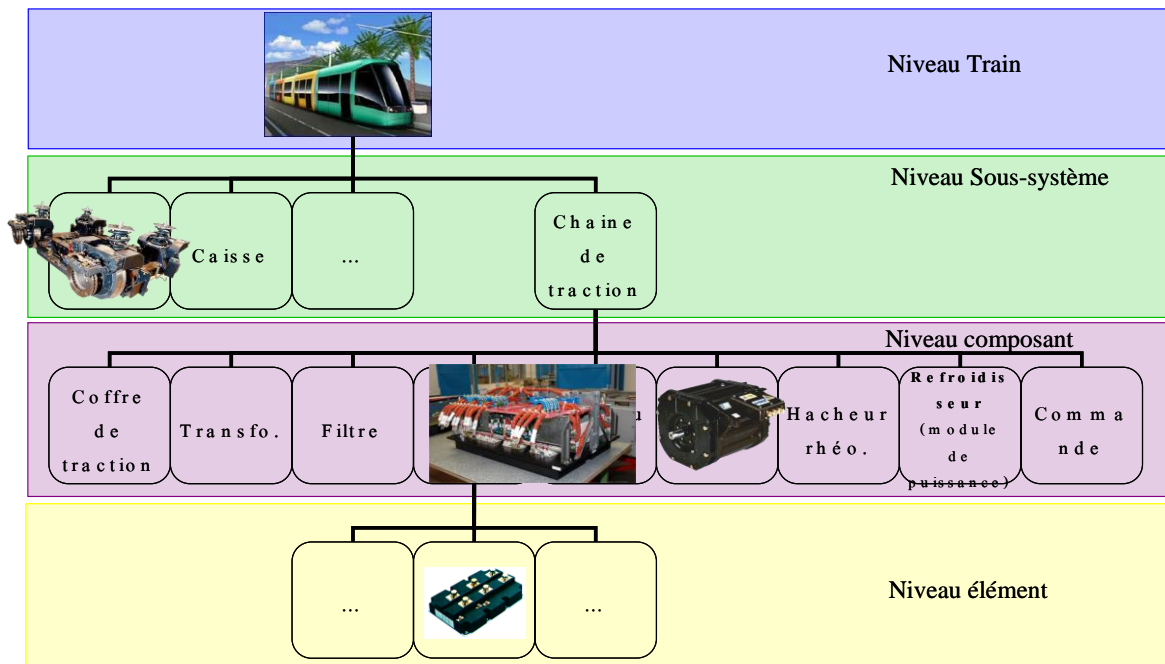 Niveau Train
Niveau Sous-système
Caisse
...
Chaine
de
traction
Niveau composant
Coffre
de
traction
Transfo.
Filtre
Hacheur
rhéo.
Refroidis
seur
(module
de
puissance)
Comma
nde
...
...
Niveau élément